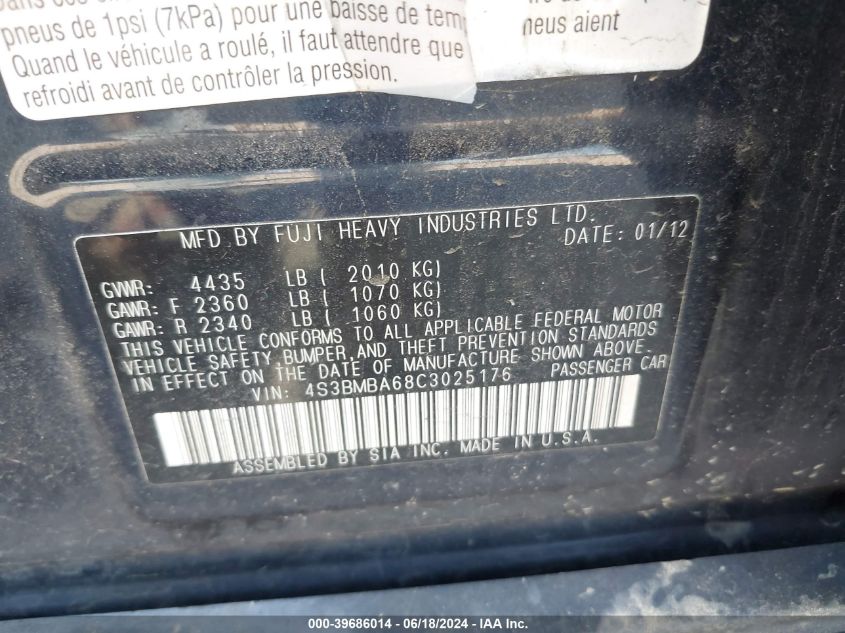 pneus de 1psi (7kPa) pour une baisse de
Quand le véhicule a roulé, il faut attendre que
refroidi avant de contrôler la pression.
neus aient
MFD BY FUJI HEAVY INDUSTRIES LTD.
DATE: 01/12
GVWR: 4435 LB ( 2010 KG)
GAWR: F 2360 LB ( 1070 KG)
GAWR: R 2340 LB ( 1060 KG)
THIS VEHICLE CONFORMS TO ALL APPLICABLE FEDERAL MOTOR
VEHICLE SAFETY, BUMPER, AND THEFT PREVENTION STANDARDS
IN EFFECT ON THE DATE OF MANUFACTURE SHOWN ABOVE.
VIN: 4S3BMBA68C3025176 PASSENGER CAR
ASSEMBLED BY SIA INC. MADE IN U.S.A.
000-39686014 - 06/18/2024 - IAAI.COM